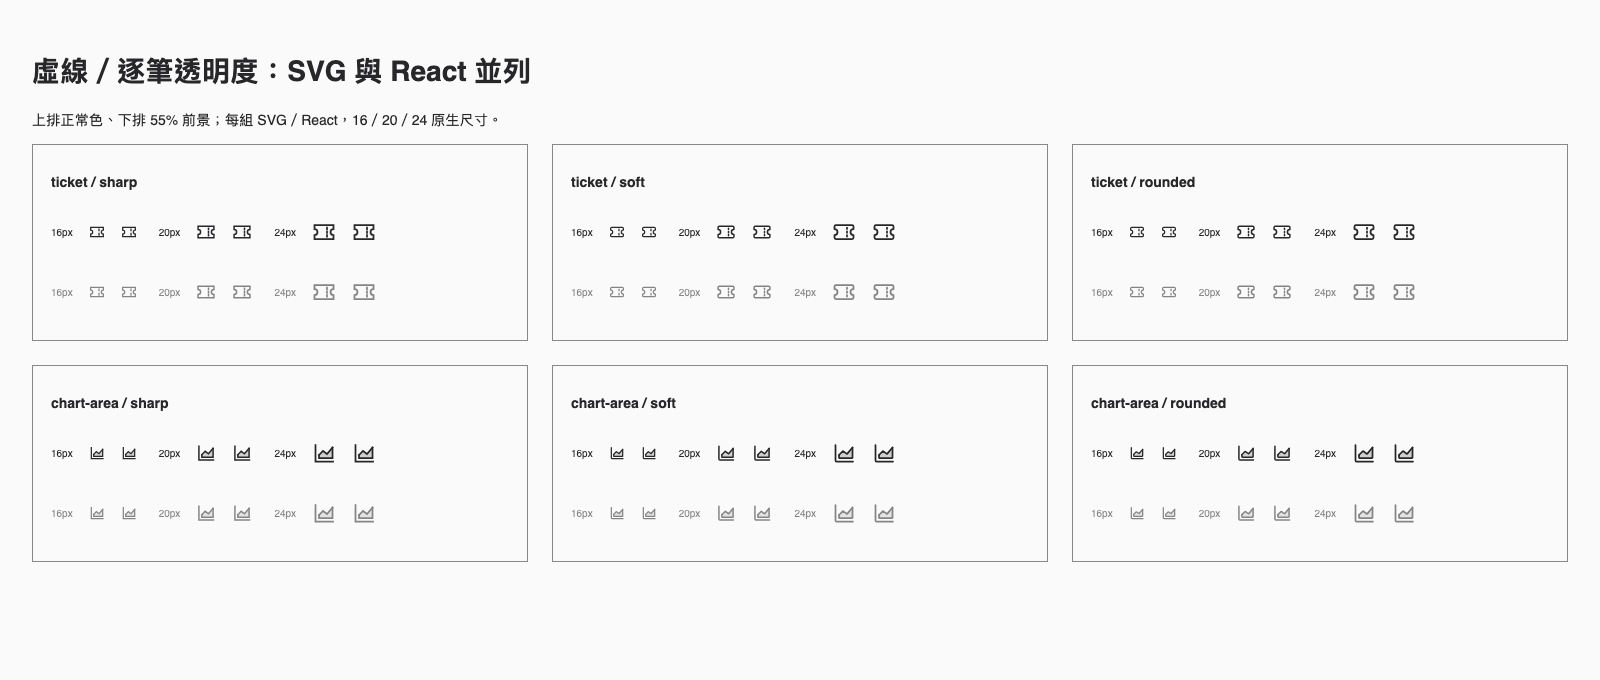 虛線 / 逐筆透明度：SVG 與 React 並列
上排正常色、下排 55% 前景；每組 SVG / React，16 / 20 / 24 原生尺寸。
ticket / sharp
16px 20px 24px
16px 20px 24px
ticket / soft
16px 20px 24px
16px 20px 24px
ticket / rounded
16px 20px 24px
16px 20px 24px
chart-area / sharp
16px 20px 24px
16px 20px 24px
chart-area / soft
16px 20px 24px
16px 20px 24px
chart-area / rounded
16px 20px 24px
16px 20px 24px